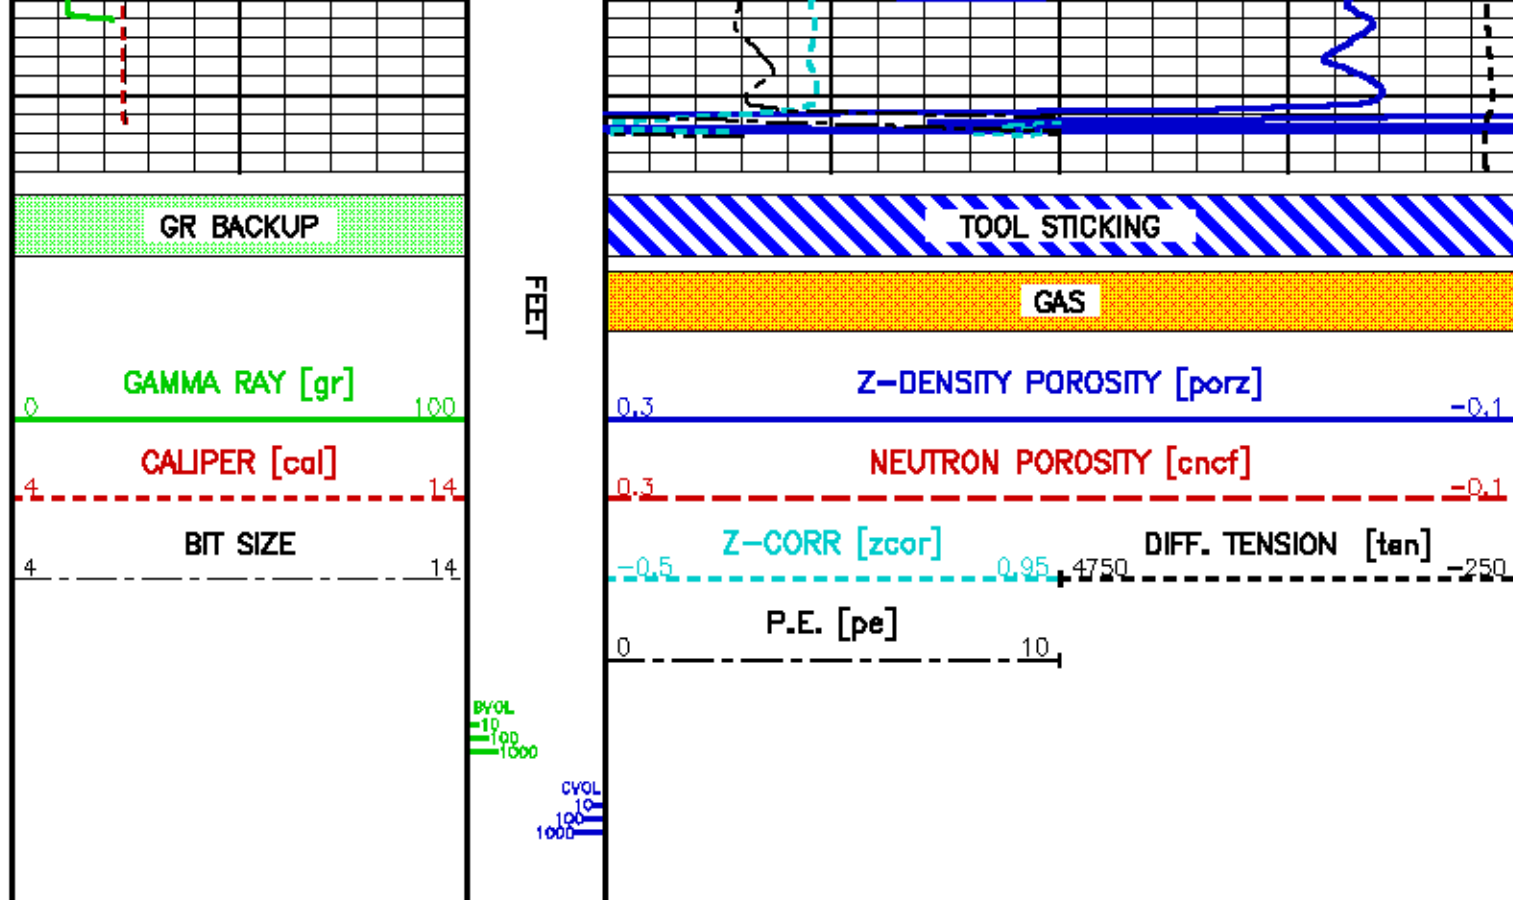 GR BACKUP
TOOL STICKING
FEET
GAS
GAMMA RAY [gr]
0 100
Z-DENSITY POROSITY [porz]
0.3 -0.1
CALIPER [cal]
4 14
NEUTRON POROSITY [cncf]
0.3 -0.1
BIT SIZE
4 14
Z-CORR [zcor]
-0.5 0.95
DIFF. TENSION [ten]
4750 -250
P.E. [pe]
0 10
BVOL
10
100
1000
CVOL
10
100
1000